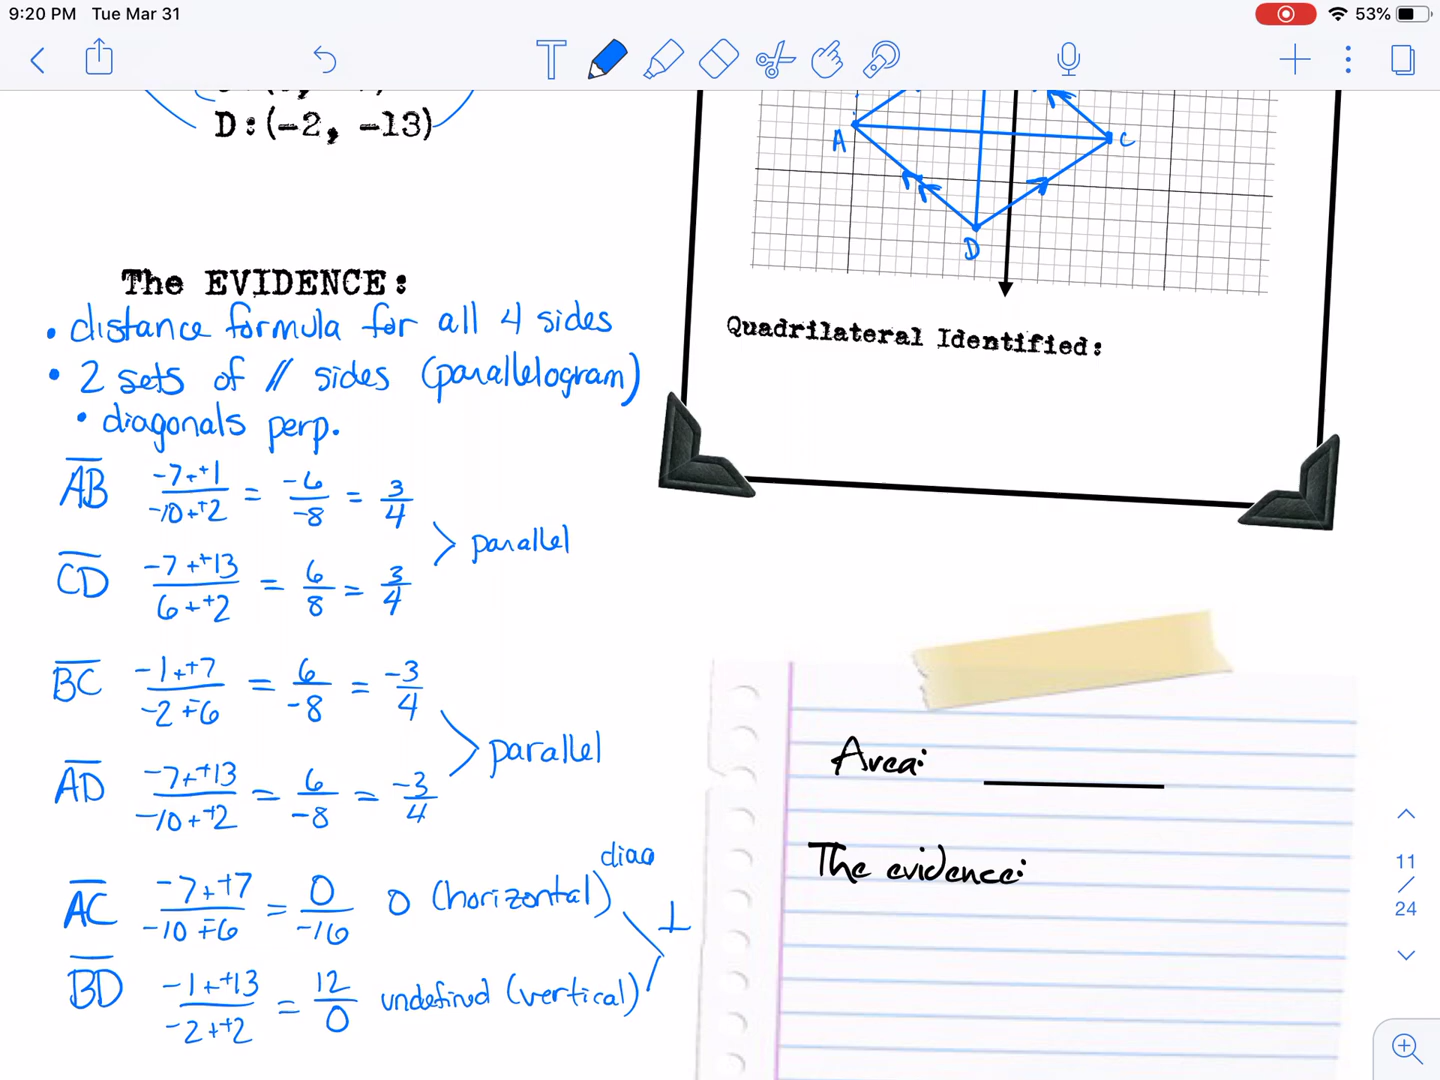 9:20 PM Tue Mar 31
53%
D:(-2, -13)
A
C
D
The EVIDENCE:
• distance formula for all 4 sides
• 2 sets of // sides (parallelogram)
• diagonals perp.
Quadrilateral Identified:
AB -7++1/-10++2 = -6/-8 = 3/4
> parallel
CD -7++13/6++2 = 6/8 = 3/4
BC -1++7/-2+-6 = 6/-8 = -3/4
> parallel
AD -7++13/-10++2 = 6/-8 = -3/4
diag
AC -7++7/-10+-6 = 0/-16 0 (horizontal)
⊥
BD -1++13/-2++2 = 12/0 undefined (vertical)
Area:
The evidence:
11
/
24